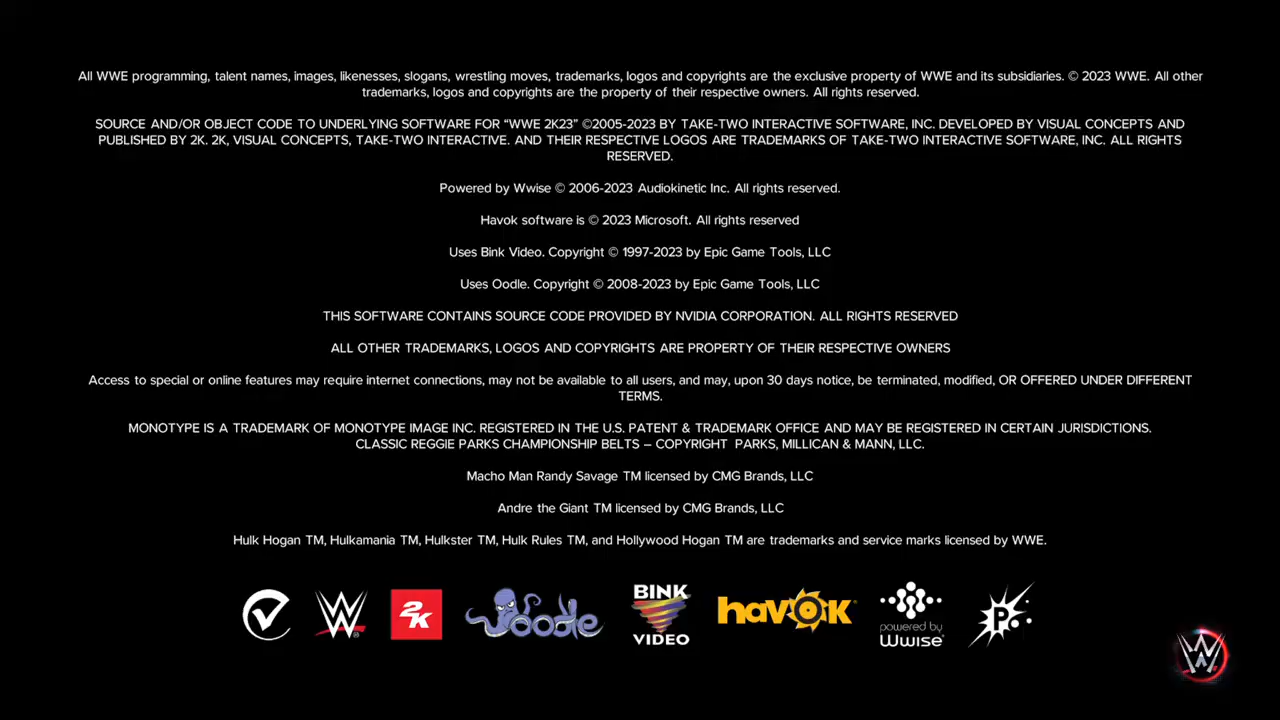 All WWE programming, talent names, images, likenesses, slogans, wrestling moves, trademarks, logos and copyrights are the exclusive property of WWE and its subsidiaries. © 2023 WWE. All other
trademarks, logos and copyrights are the property of their respective owners. All rights reserved.
SOURCE AND/OR OBJECT CODE TO UNDERLYING SOFTWARE FOR “WWE 2K23” ©2005-2023 BY TAKE-TWO INTERACTIVE SOFTWARE, INC. DEVELOPED BY VISUAL CONCEPTS AND
PUBLISHED BY 2K. 2K, VISUAL CONCEPTS, TAKE-TWO INTERACTIVE. AND THEIR RESPECTIVE LOGOS ARE TRADEMARKS OF TAKE-TWO INTERACTIVE SOFTWARE, INC. ALL RIGHTS
RESERVED.
Powered by Wwise © 2006-2023 Audiokinetic Inc. All rights reserved.
Havok software is © 2023 Microsoft. All rights reserved
Uses Bink Video. Copyright © 1997-2023 by Epic Game Tools, LLC
Uses Oodle. Copyright © 2008-2023 by Epic Game Tools, LLC
THIS SOFTWARE CONTAINS SOURCE CODE PROVIDED BY NVIDIA CORPORATION. ALL RIGHTS RESERVED
ALL OTHER TRADEMARKS, LOGOS AND COPYRIGHTS ARE PROPERTY OF THEIR RESPECTIVE OWNERS
Access to special or online features may require internet connections, may not be available to all users, and may, upon 30 days notice, be terminated, modified, OR OFFERED UNDER DIFFERENT
TERMS.
MONOTYPE IS A TRADEMARK OF MONOTYPE IMAGE INC. REGISTERED IN THE U.S. PATENT & TRADEMARK OFFICE AND MAY BE REGISTERED IN CERTAIN JURISDICTIONS.
CLASSIC REGGIE PARKS CHAMPIONSHIP BELTS – COPYRIGHT PARKS, MILLICAN & MANN, LLC.
Macho Man Randy Savage TM licensed by CMG Brands, LLC
Andre the Giant TM licensed by CMG Brands, LLC
Hulk Hogan TM, Hulkamania TM, Hulkster TM, Hulk Rules TM, and Hollywood Hogan TM are trademarks and service marks licensed by WWE.
W 2K oodle BINK VIDEO havok powered by Wwise P
W